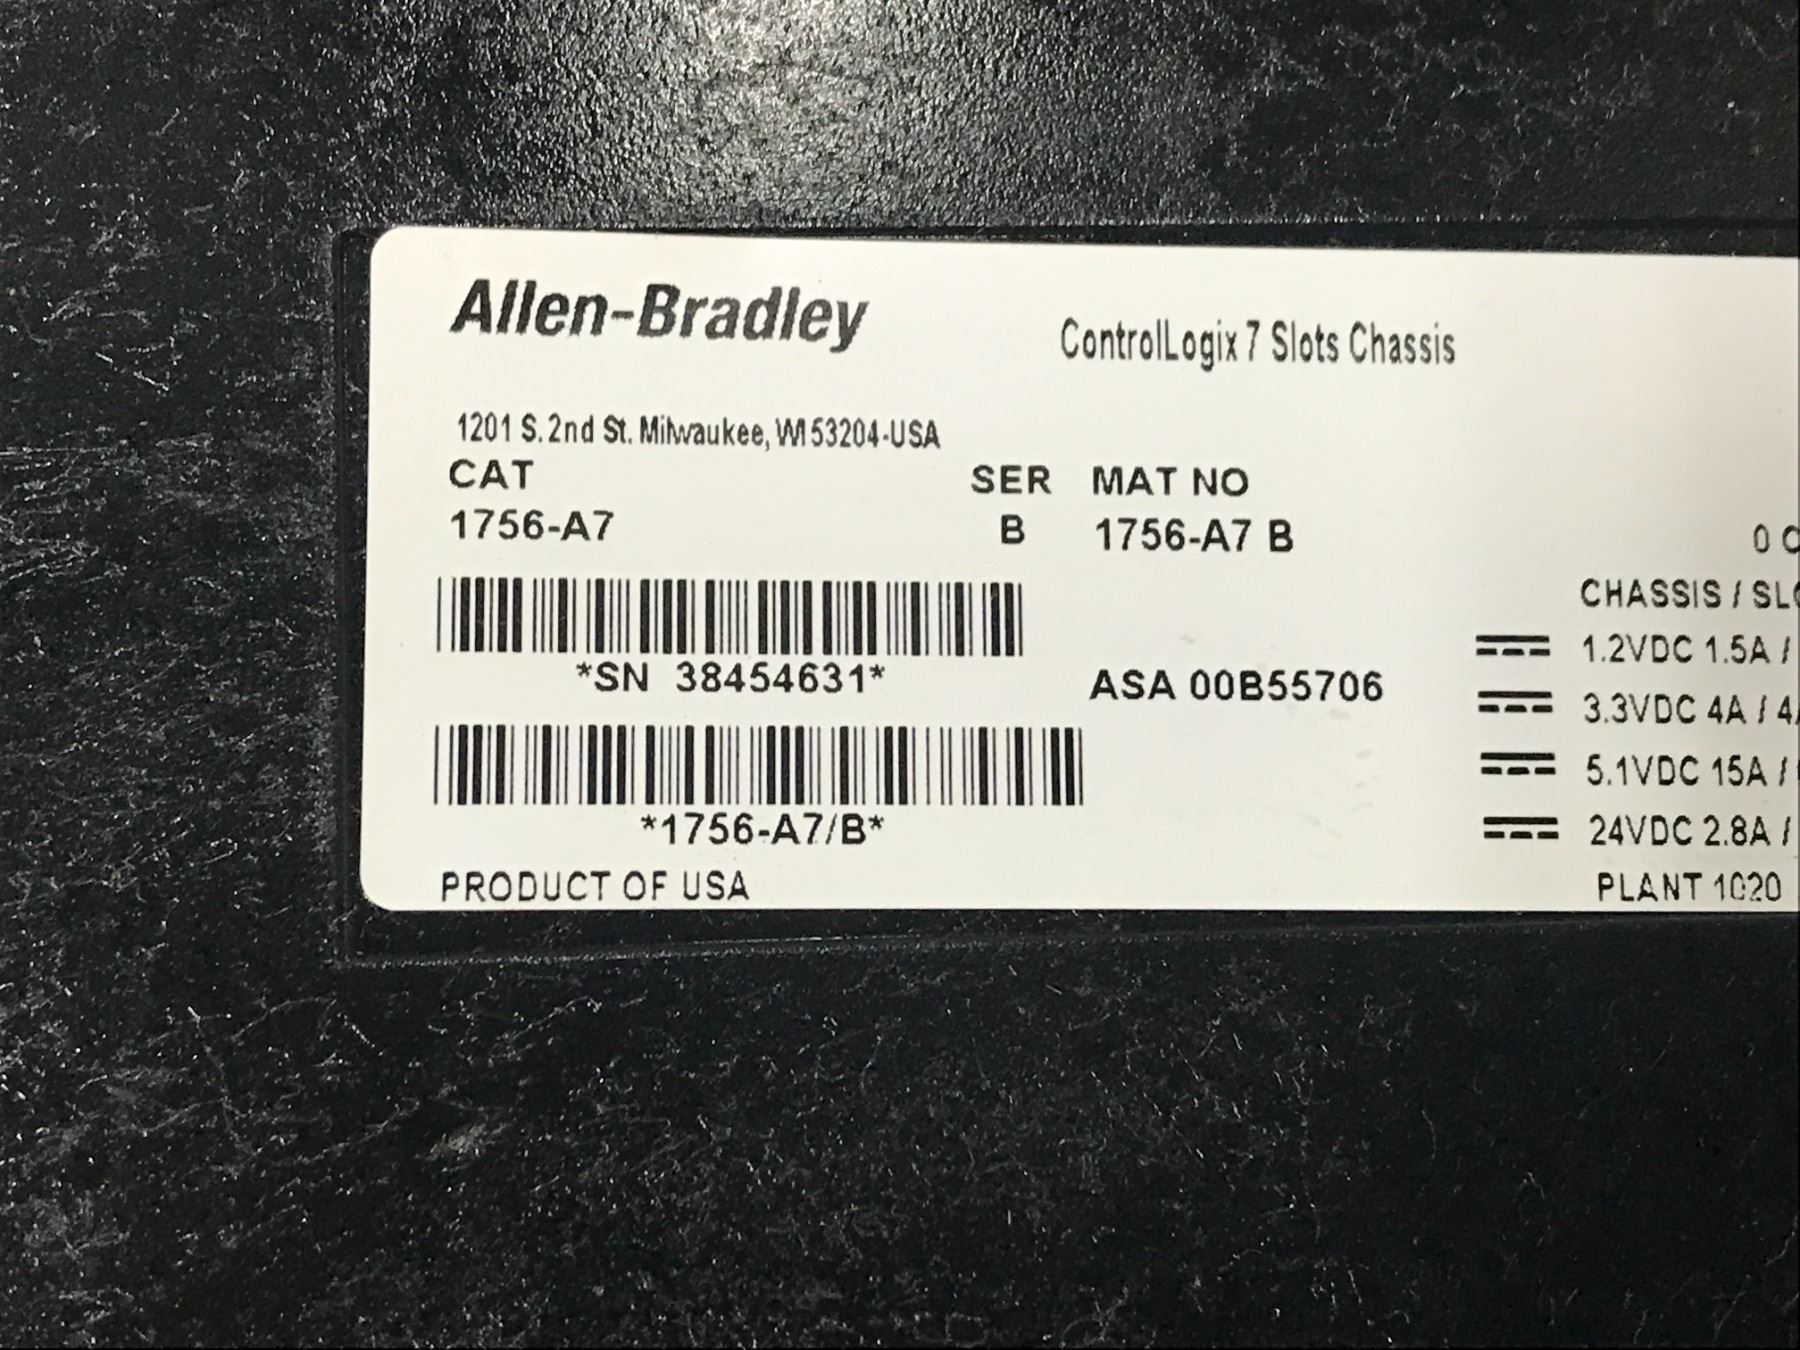 Allen-Bradley
ControlLogix 7 Slots Chassis
1201 S. 2nd St. Milwaukee, WI 53204-USA
CAT SER MAT NO
1756-A7 B 1756-A7 B
0
CHASSIS /
*SN 38454631*
ASA 00B55706
1.2VDC 1.5A /
3.3VDC 4A /
5.1VDC 15A /
24VDC 2.8A /
*1756-A7/B*
PRODUCT OF USA
PLANT 1020